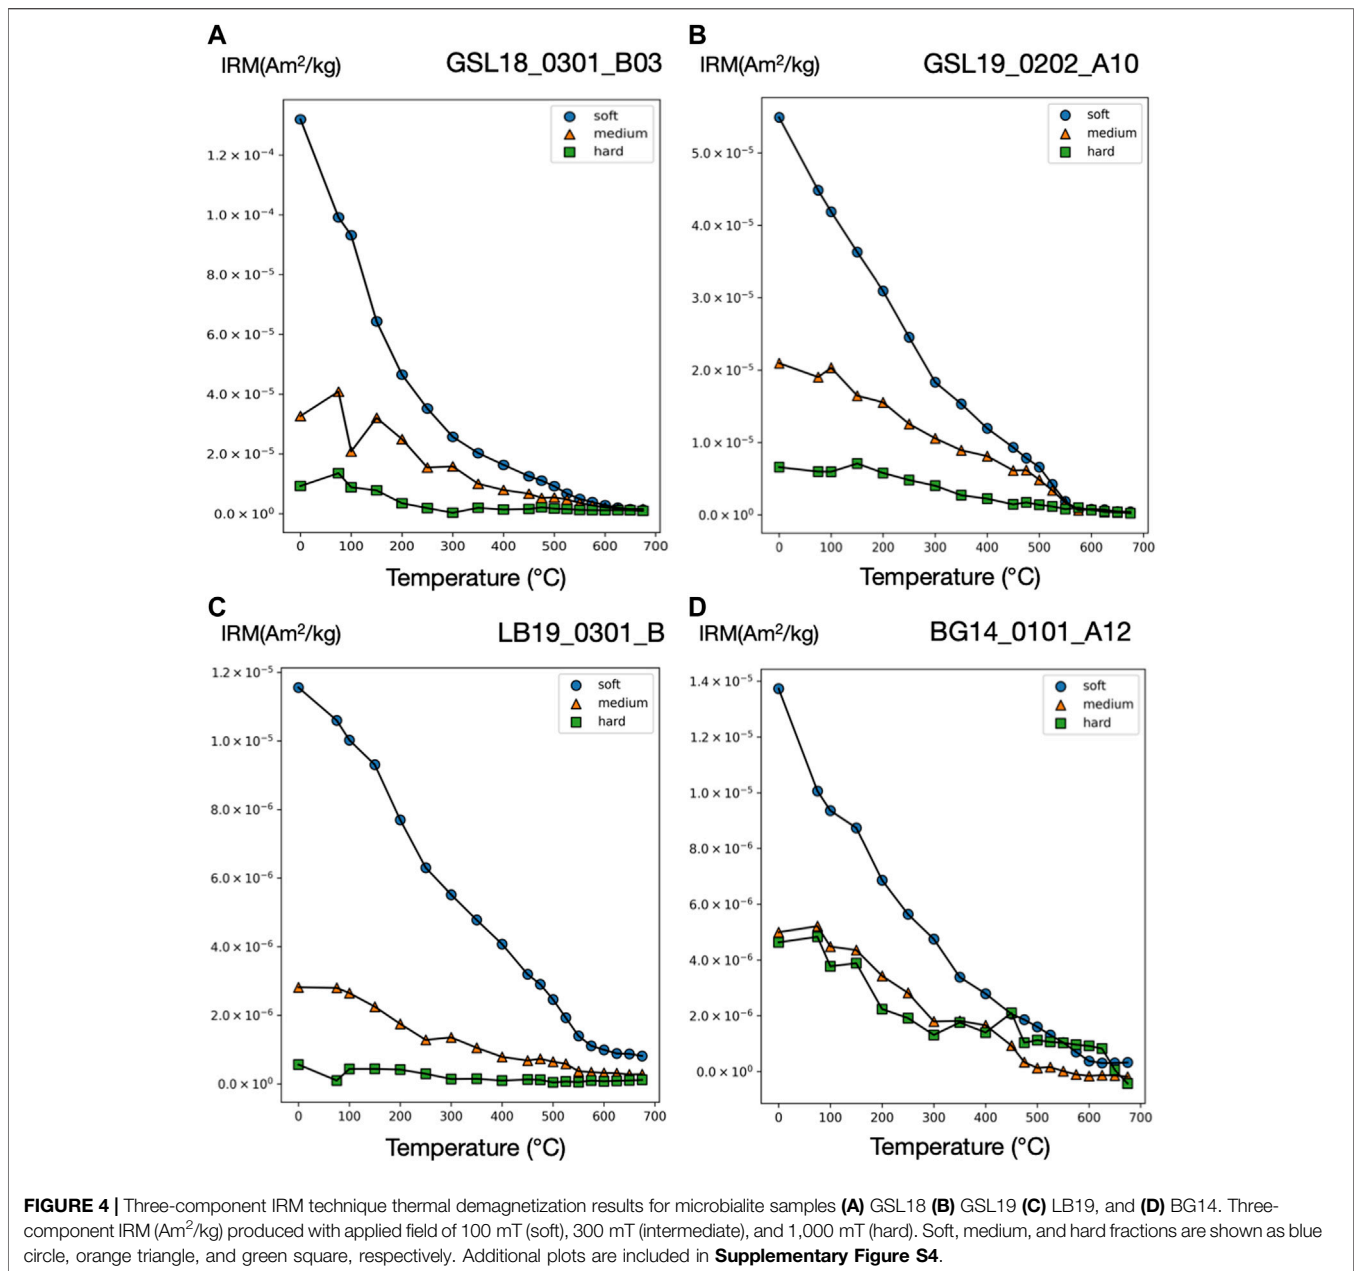 A
IRM(Am²/kg)
GSL18_0301_B03
soft
medium
hard
1.2 × 10⁻⁴
1.0 × 10⁻⁴
8.0 × 10⁻⁵
6.0 × 10⁻⁵
4.0 × 10⁻⁵
2.0 × 10⁻⁵
0.0 × 10⁰
0 100 200 300 400 500 600 700
Temperature (°C)
B
IRM(Am²/kg)
GSL19_0202_A10
soft
medium
hard
5.0 × 10⁻⁵
4.0 × 10⁻⁵
3.0 × 10⁻⁵
2.0 × 10⁻⁵
1.0 × 10⁻⁵
0.0 × 10⁰
0 100 200 300 400 500 600 700
Temperature (°C)
C
IRM(Am²/kg)
LB19_0301_B
soft
medium
hard
1.2 × 10⁻⁵
1.0 × 10⁻⁵
8.0 × 10⁻⁶
6.0 × 10⁻⁶
4.0 × 10⁻⁶
2.0 × 10⁻⁶
0.0 × 10⁰
0 100 200 300 400 500 600 700
Temperature (°C)
D
IRM(Am²/kg)
BG14_0101_A12
soft
medium
hard
1.4 × 10⁻⁵
1.2 × 10⁻⁵
1.0 × 10⁻⁵
8.0 × 10⁻⁶
6.0 × 10⁻⁶
4.0 × 10⁻⁶
2.0 × 10⁻⁶
0.0 × 10⁰
0 100 200 300 400 500 600 700
Temperature (°C)
FIGURE 4 | Three-component IRM technique thermal demagnetization results for microbialite samples (A) GSL18 (B) GSL19 (C) LB19, and (D) BG14. Three-
component IRM (Am²/kg) produced with applied field of 100 mT (soft), 300 mT (intermediate), and 1,000 mT (hard). Soft, medium, and hard fractions are shown as blue
circle, orange triangle, and green square, respectively. Additional plots are included in Supplementary Figure S4.